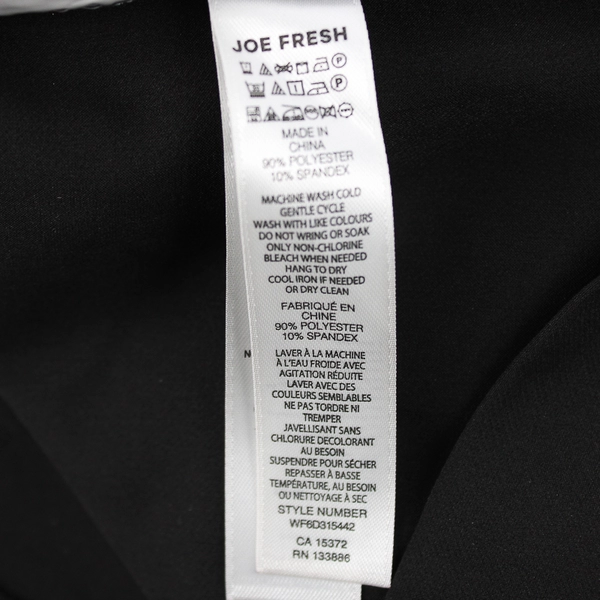 JOE FRESH
MADE IN
CHINA
90% POLYESTER
10% SPANDEX
MACHINE WASH COLD
GENTLE CYCLE
WASH WITH LIKE COLOURS
DO NOT WRING OR SOAK
ONLY NON-CHLORINE
BLEACH WHEN NEEDED
HANG TO DRY
COOL IRON IF NEEDED
OR DRY CLEAN
FABRIQUÉ EN
CHINE
90% POLYESTER
10% SPANDEX
LAVER À LA MACHINE
À L'EAU FROIDE AVEC
AGITATION RÉDUITE
LAVER AVEC DES
COULEURS SEMBLABLES
NE PAS TORDRE NI
TREMPER
JAVELLISANT SANS
CHLORURE DECOLORANT
AU BESOIN
SUSPENDRE POUR SÉCHER
REPASSER À BASSE
TEMPÉRATURE, AU BESOIN
OU NETTOYAGE À SEC
STYLE NUMBER
WF6D315442
CA 15372
RN 133886